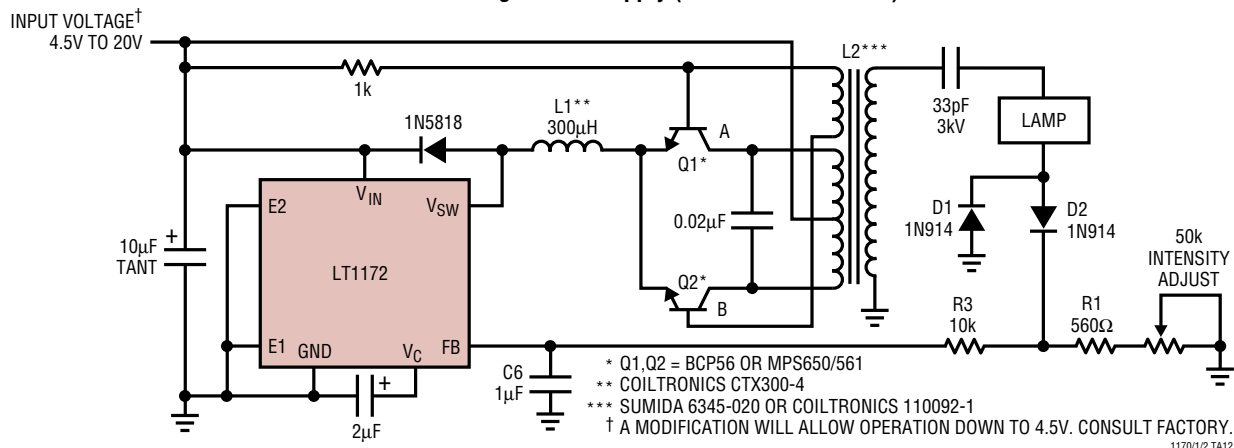 INPUT VOLTAGE†
4.5V TO 20V
1k
1N5818
L1**
300µH
A
Q1*
L2***
33pF
3kV
LAMP
E2
VIN
VSW
10µF
TANT
+
LT1172
0.02µF
Q2*
B
D1
1N914
D2
1N914
50k
INTENSITY
ADJUST
R3
10k
R1
560Ω
E1
GND
VC
FB
+
2µF
C6
1µF
* Q1,Q2 = BCP56 OR MPS650/561
** COILTRONICS CTX300-4
*** SUMIDA 6345-020 OR COILTRONICS 110092-1
† A MODIFICATION WILL ALLOW OPERATION DOWN TO 4.5V. CONSULT FACTORY.
1170/1/2 TA12